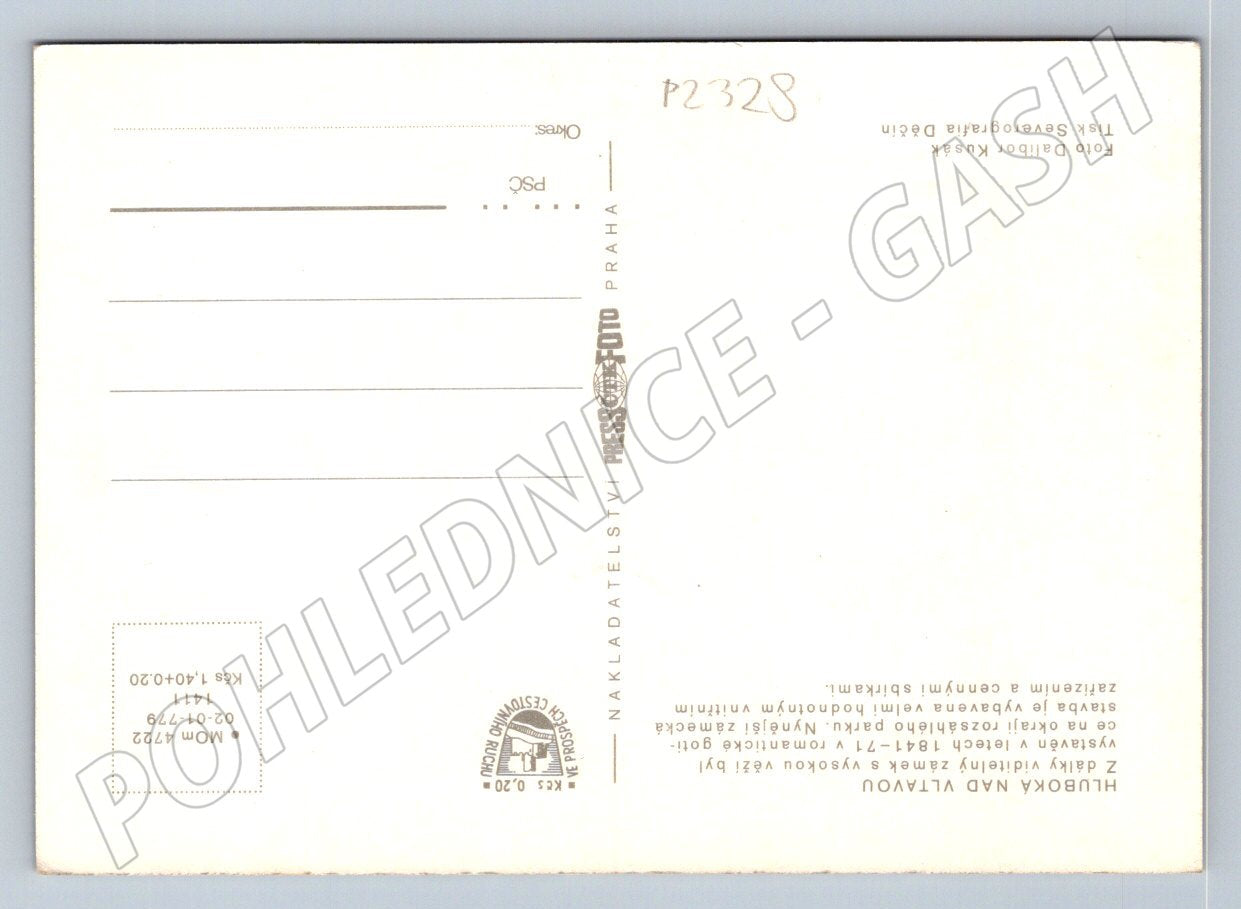 HLUBOKÁ NAD VLTAVOU
Z dálky viditelný zámek s vysokou věží byl
vystavěn v letech 1841–71 v romantické goti-
ce na okraji rozsáhlého parku. Nynější zámecká
stavba je vybavena velmi hodnotným vnitřním
zařízením a cennými sbírkami.
Foto Dalibor Kusák
Tisk Severografia Děčín
NAKLADATELSTVÍ PRESSFOTO PRAHA
ČTK
■ Kčs 0,20 ■
VE PROSPĚCH CESTOVNÍHO RUCHU
● MOm 4722
02-01-779
1411
Kčs 1,40+0.20
PSČ
Okres:
P2328
POHLEDNICE - GASH